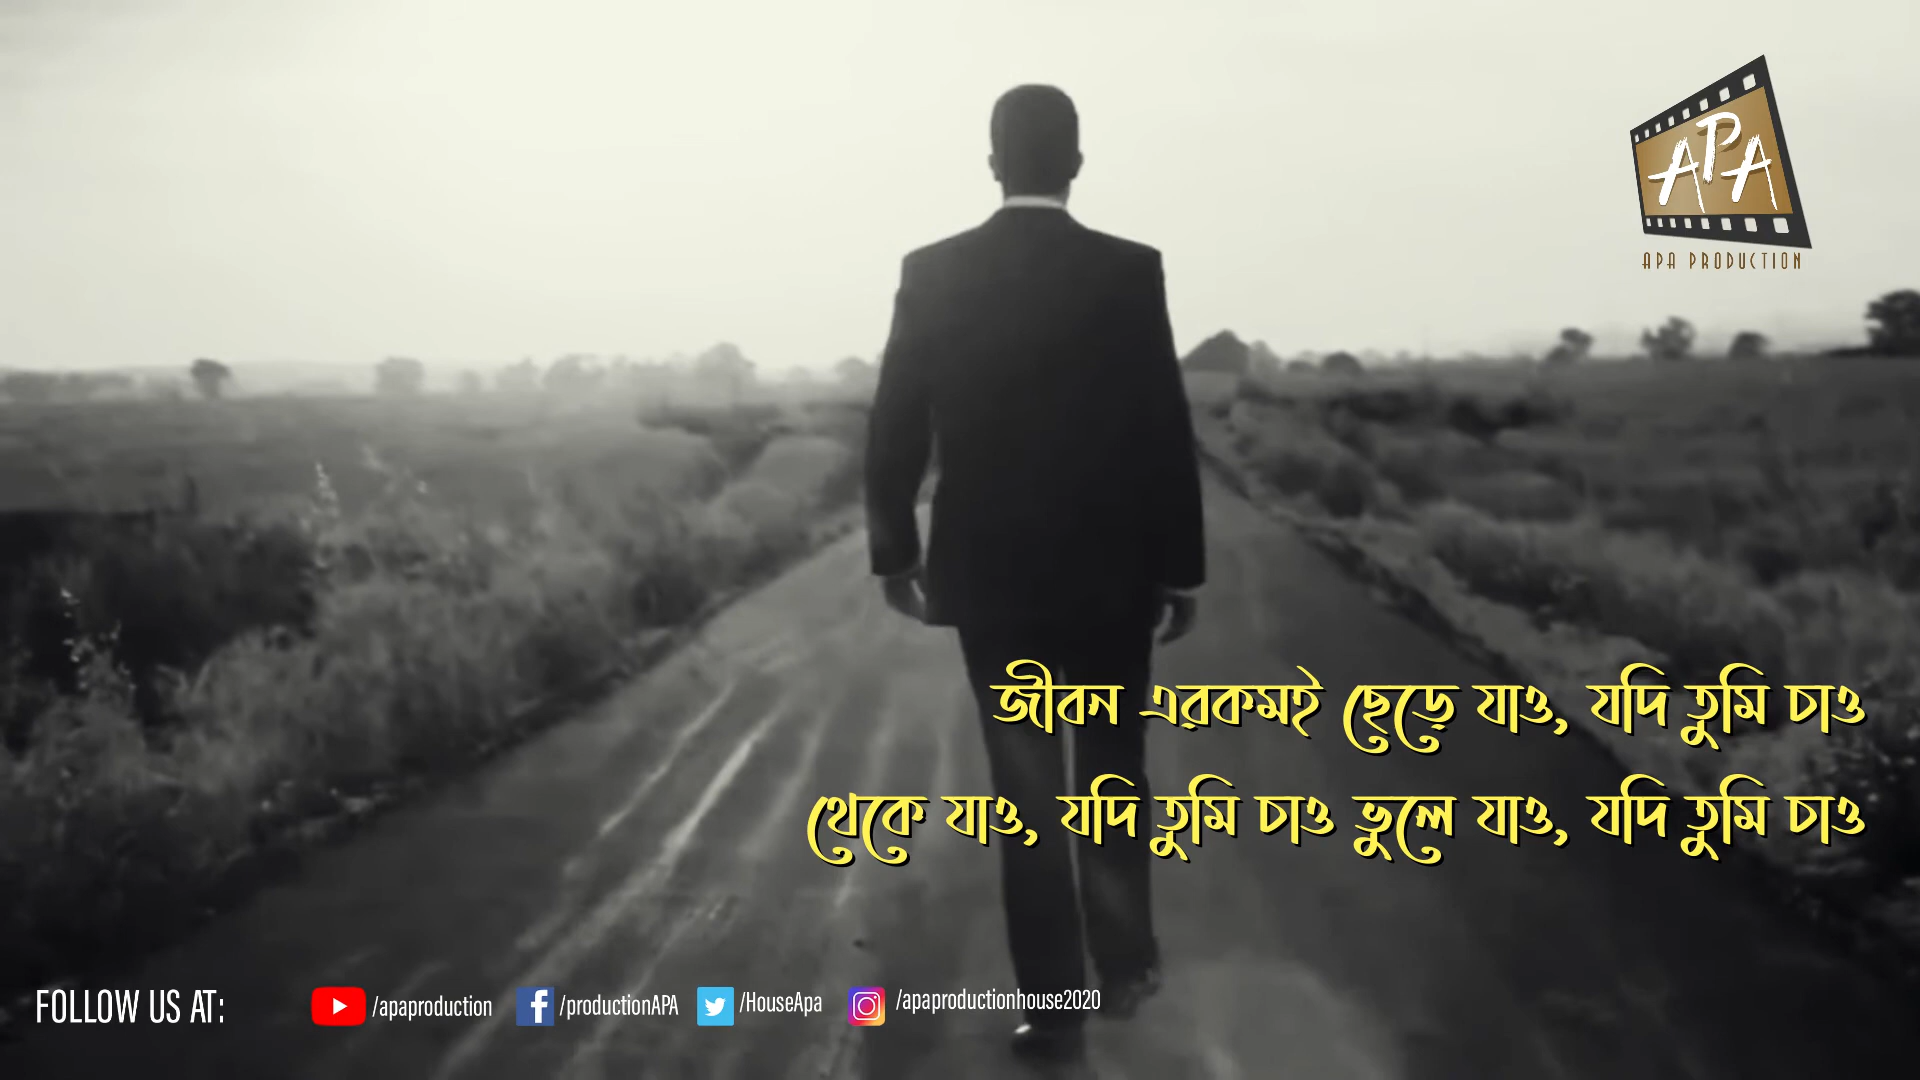 APA
APA PRODUCTION
জীবন এরকমই ছেড়ে যাও, যদি তুমি চাও
থেকে যাও, যদি তুমি চাও ভুলে যাও, যদি তুমি চাও
FOLLOW US AT: /apaproduction /productionAPA /HouseApa /apaproductionhouse2020